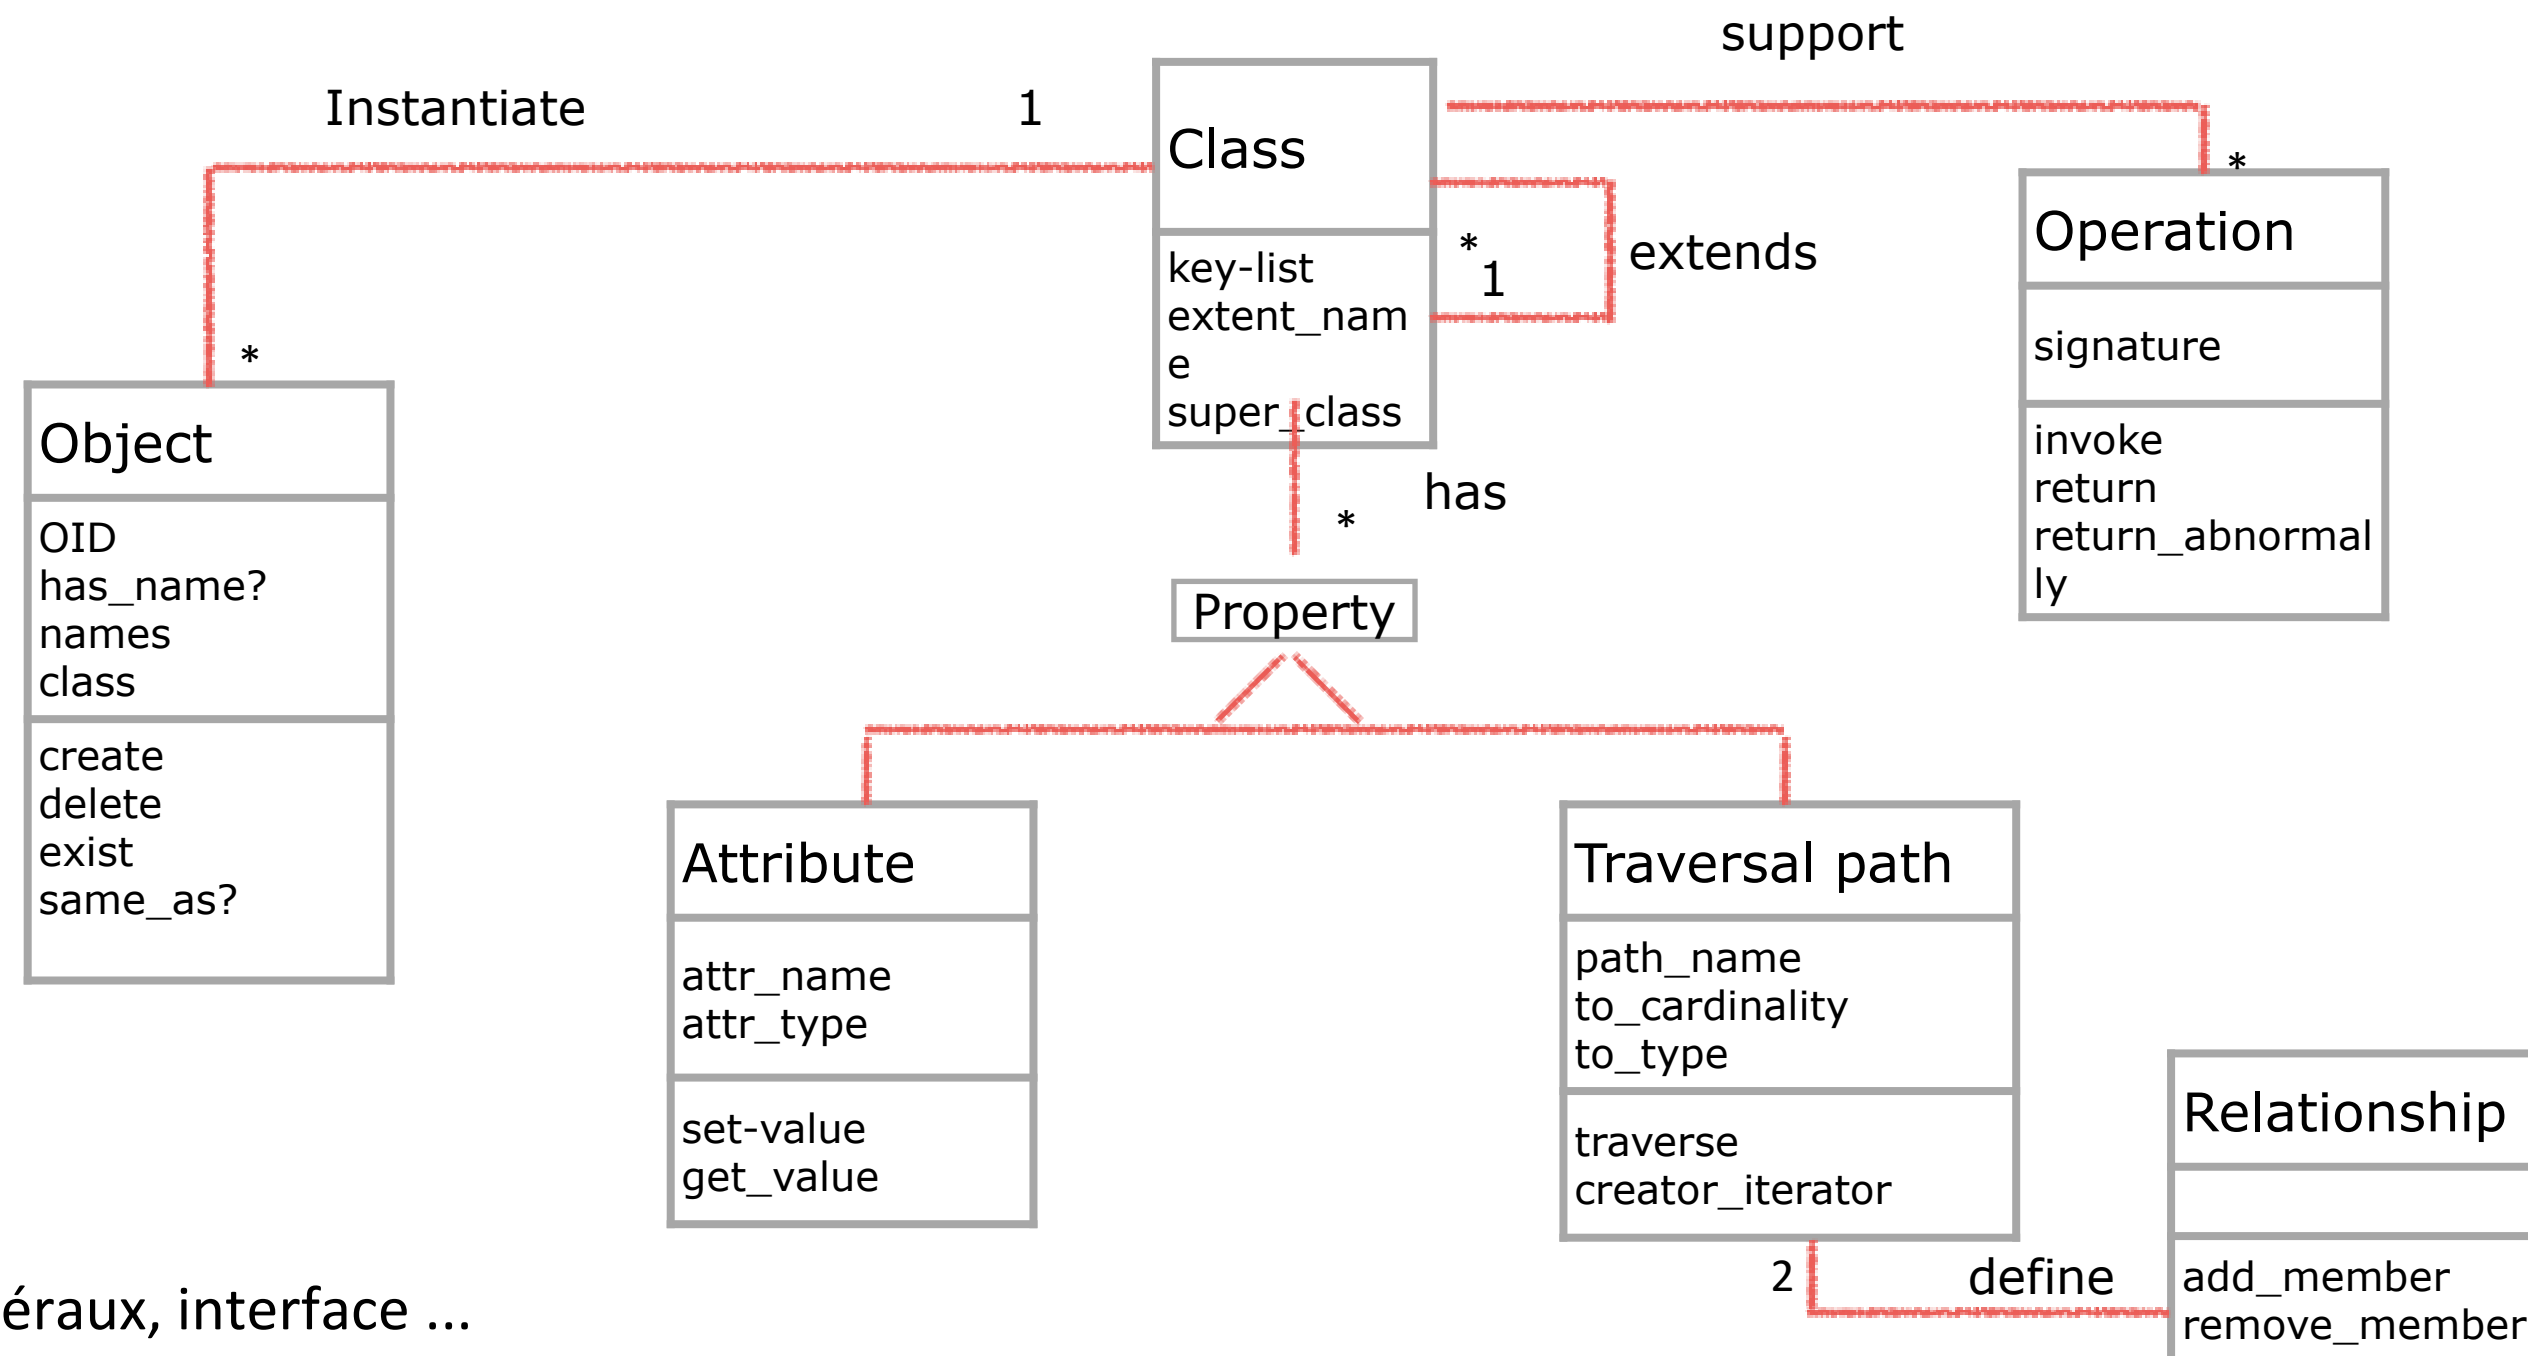 support
Instantiate
1
Class
*
Operation
*
1
extends
key-list
extent_nam
e
super_class
signature
*
Object
invoke
return
return_abnormal
ly
has
*
OID
has_name?
names
class
Property
create
delete
exist
same_as?
Attribute
attr_name
attr_type
set-value
get_value
Traversal path
path_name
to_cardinality
to_type
traverse
creator_iterator
Relationship
2
define
add_member
remove_member
éraux, interface ...